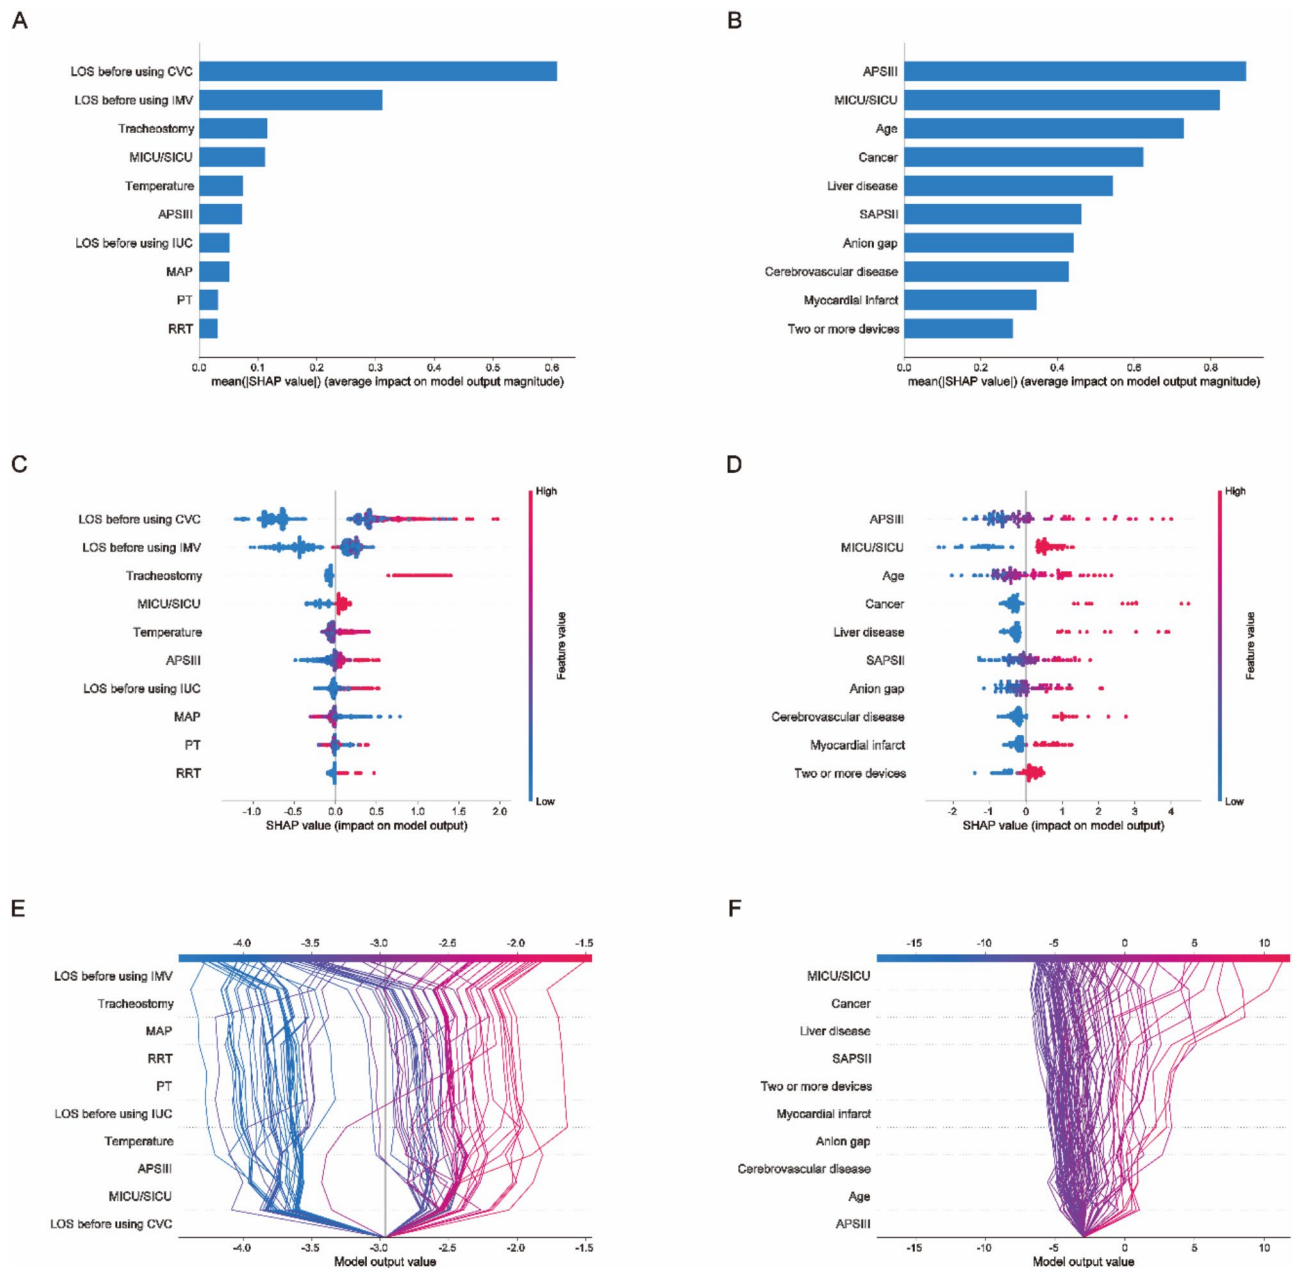 A
LOS before using CVC
LOS before using IMV
Tracheostomy
MICU/SICU
Temperature
APSIII
LOS before using IUC
MAP
PT
RRT
0.0 0.1 0.2 0.3 0.4 0.5 0.6
mean(|SHAP value|) (average impact on model output magnitude)
B
APSIII
MICU/SICU
Age
Cancer
Liver disease
SAPSII
Anion gap
Cerebrovascular disease
Myocardial infarct
Two or more devices
0.0 0.2 0.4 0.6 0.8
mean(|SHAP value|) (average impact on model output magnitude)
C
LOS before using CVC
LOS before using IMV
Tracheostomy
MICU/SICU
Temperature
APSIII
LOS before using IUC
MAP
PT
RRT
-1.0 -0.5 0.0 0.5 1.0 1.5 2.0
SHAP value (impact on model output)
High
Feature value
Low
D
APSIII
MICU/SICU
Age
Cancer
Liver disease
SAPSII
Anion gap
Cerebrovascular disease
Myocardial infarct
Two or more devices
-2 -1 0 1 2 3 4
SHAP value (impact on model output)
High
Feature value
Low
E
-4.0 -3.5 -3.0 -2.5 -2.0 -1.5
LOS before using IMV
Tracheostomy
MAP
RRT
PT
LOS before using IUC
Temperature
APSIII
MICU/SICU
LOS before using CVC
-4.0 -3.5 -3.0 -2.5 -2.0 -1.5
Model output value
F
-15 -10 -5 0 5 10
MICU/SICU
Cancer
Liver disease
SAPSII
Two or more devices
Myocardial infarct
Anion gap
Cerebrovascular disease
Age
APSIII
-15 -10 -5 0 5 10
Model output value